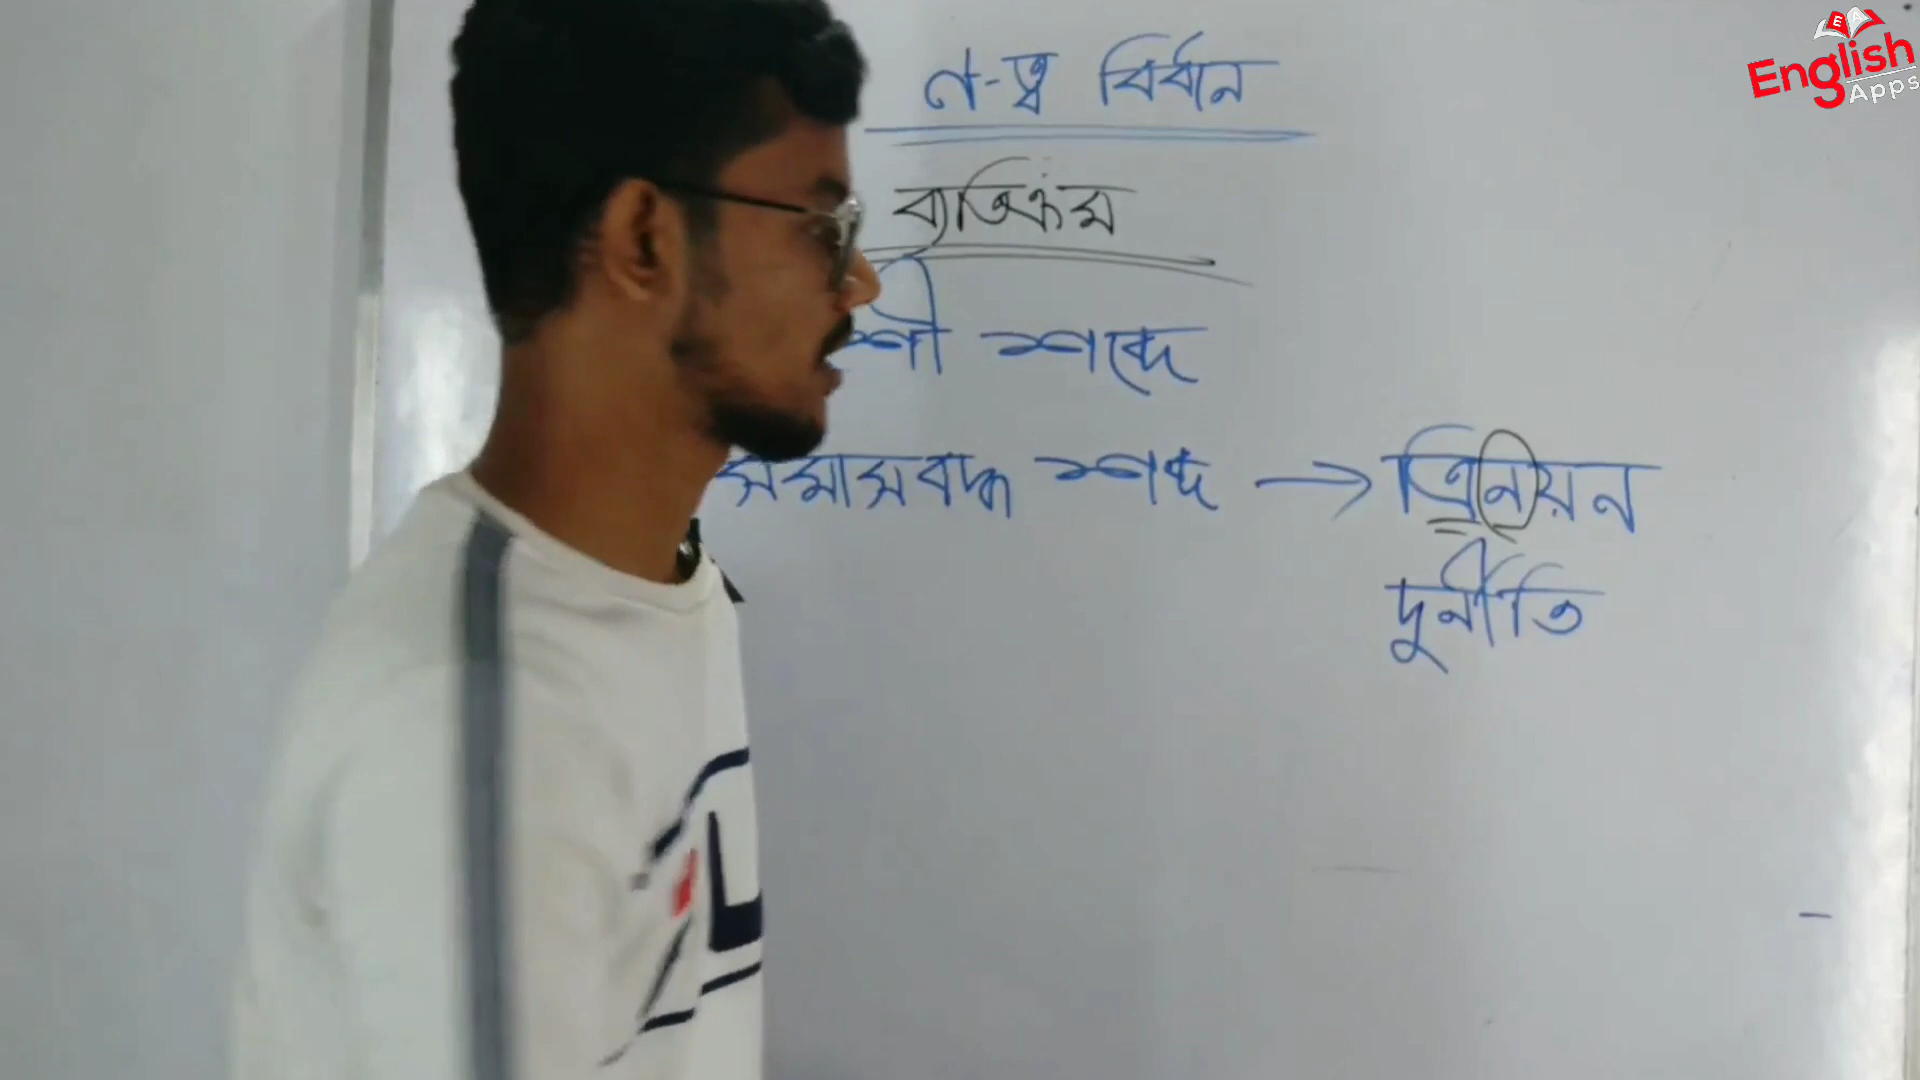 ণ-ত্ব বিধান
ব্যতিক্রম
শী শব্দে
সমাসবদ্ধ শব্দ → ত্রিনয়ন
দুর্নীতি
English
Apps